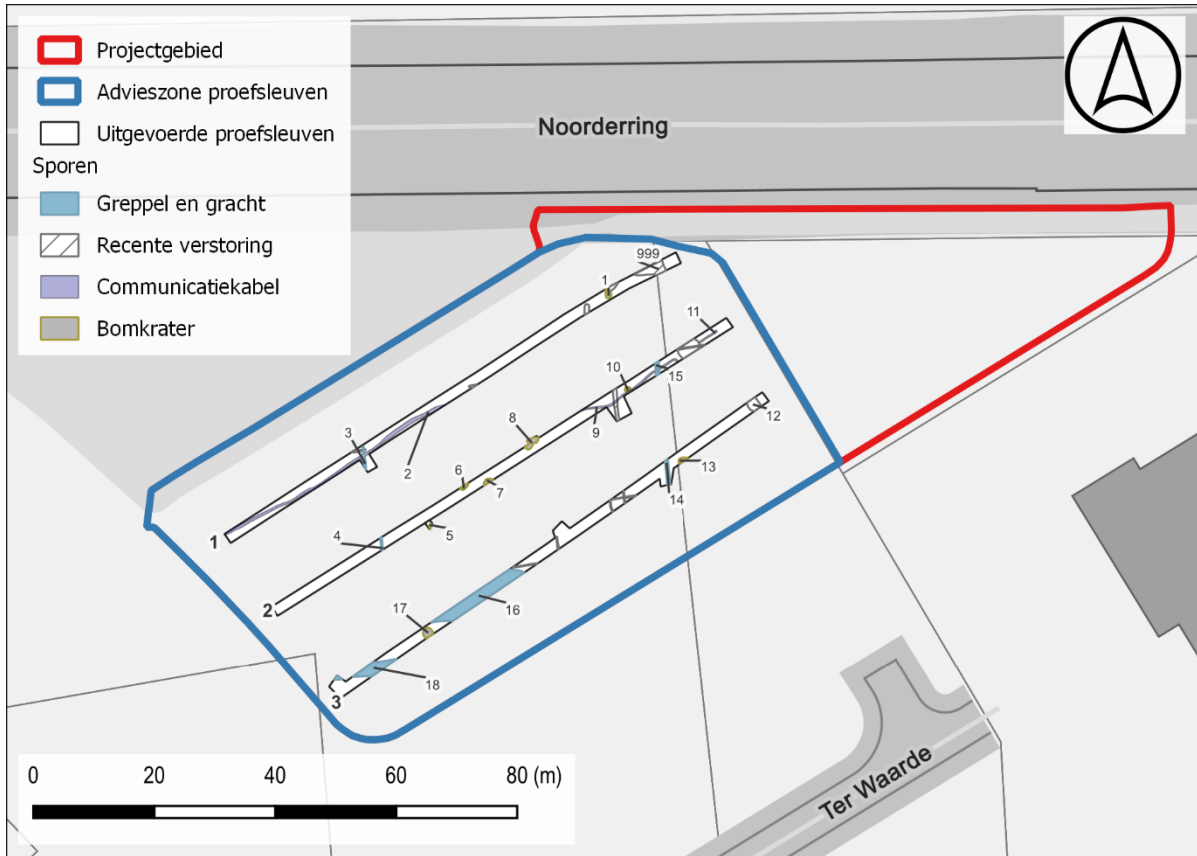 Projectgebied
Advieszone proefsleuven
Uitgevoerde proefsleuven
Sporen
Greppel en gracht
Recente verstoring
Communicatiekabel
Bomkrater
Noorderring
999
1
11
10
15
3
2
8
9
12
6
7
13
14
4
5
1
16
2
17
18
3
Ter Waarde
0 20 40 60 80 (m)